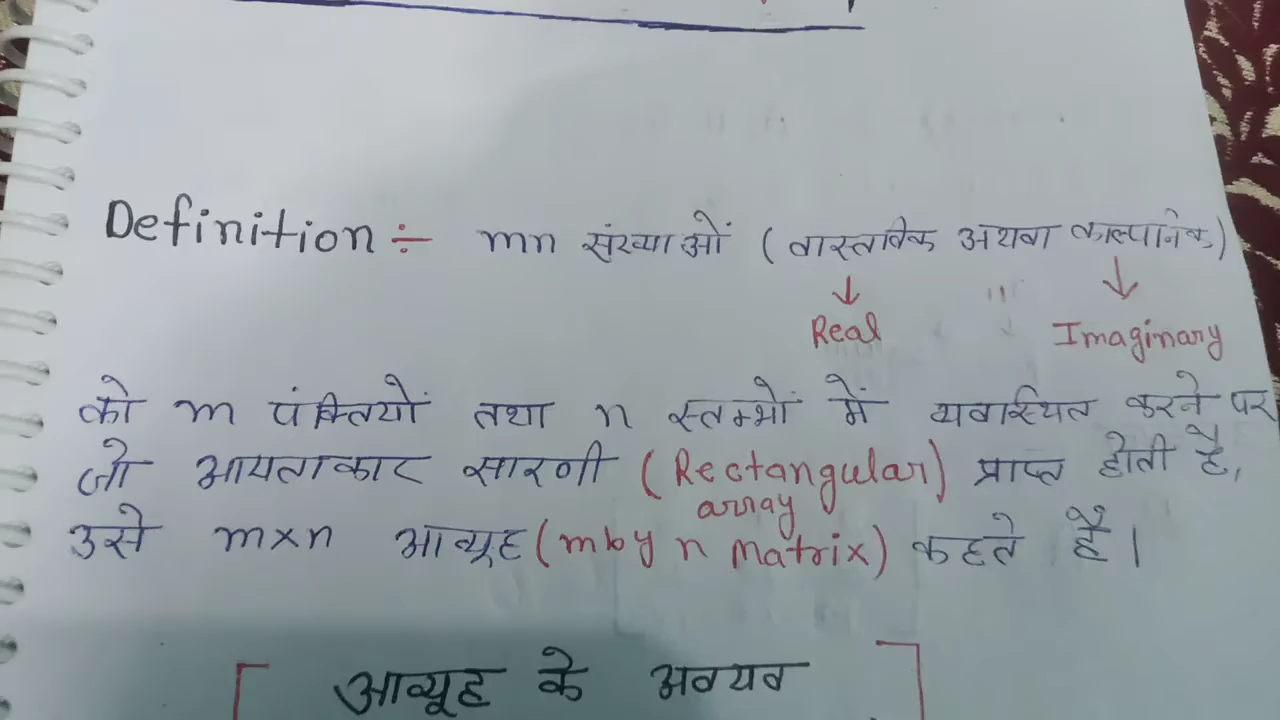 Definition ÷ mn संख्याओं (वास्तविक अथवा काल्पनिक)
↓ ↓
Real Imaginary
को m पंक्तियों तथा n स्तम्भों में व्यवस्थित करने पर
जो आयताकार सारणी (Rectangular) प्राप्त होती है,
array
उसे m×n आव्यूह (m by n matrix) कहते है।
आव्यूह के अवयव